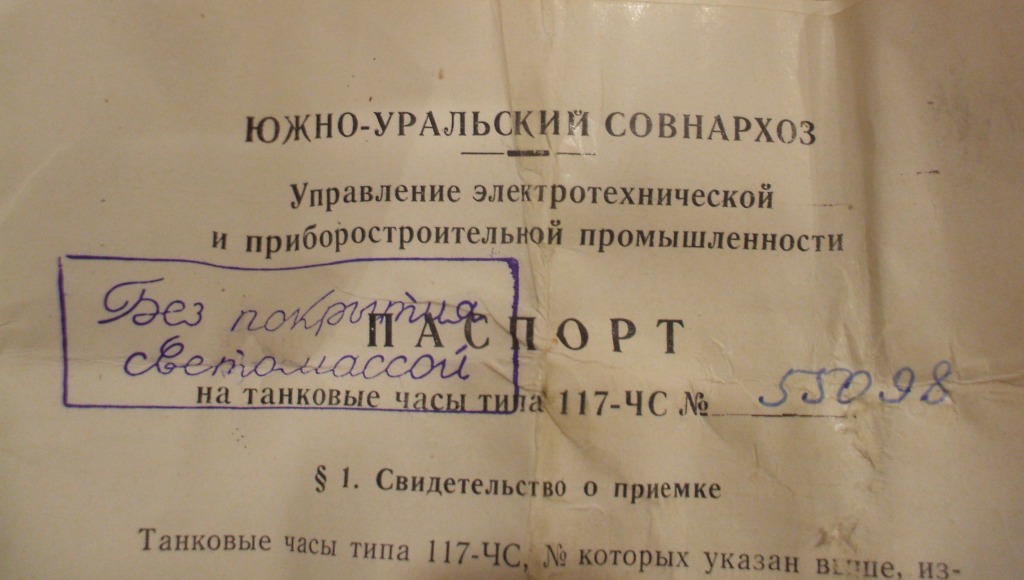 ЮЖНО-УРАЛЬСКИЙ СОВНАРХОЗ
Управление электротехнической
и приборостроительной промышленности
Без покрытия
светомассой
ПАСПОРТ
на танковые часы типа 117-ЧС № 55098
§ 1. Свидетельство о приемке
Танковые часы типа 117-ЧС, № которых указан выше, из-